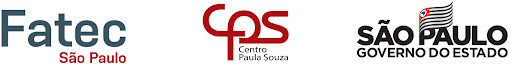 Fatec
São Paulo
CPS
Centro
Paula Souza
SÃO PAULO
GOVERNO DO ESTADO